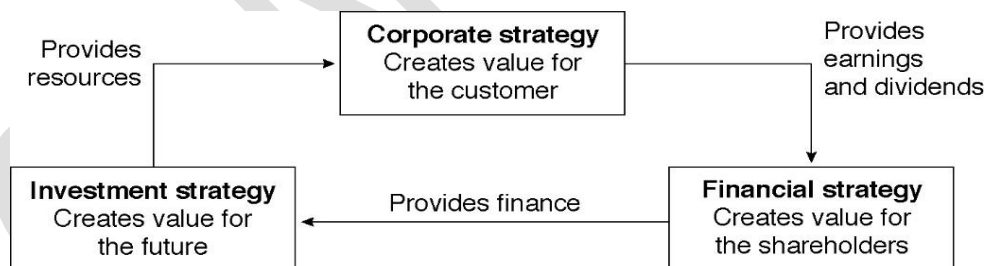 Corporate strategy
Creates value for
the customer
Provides
resources
Provides
earnings
and dividends
Investment strategy
Creates value for
the future
Provides finance
Financial strategy
Creates value for
the shareholders